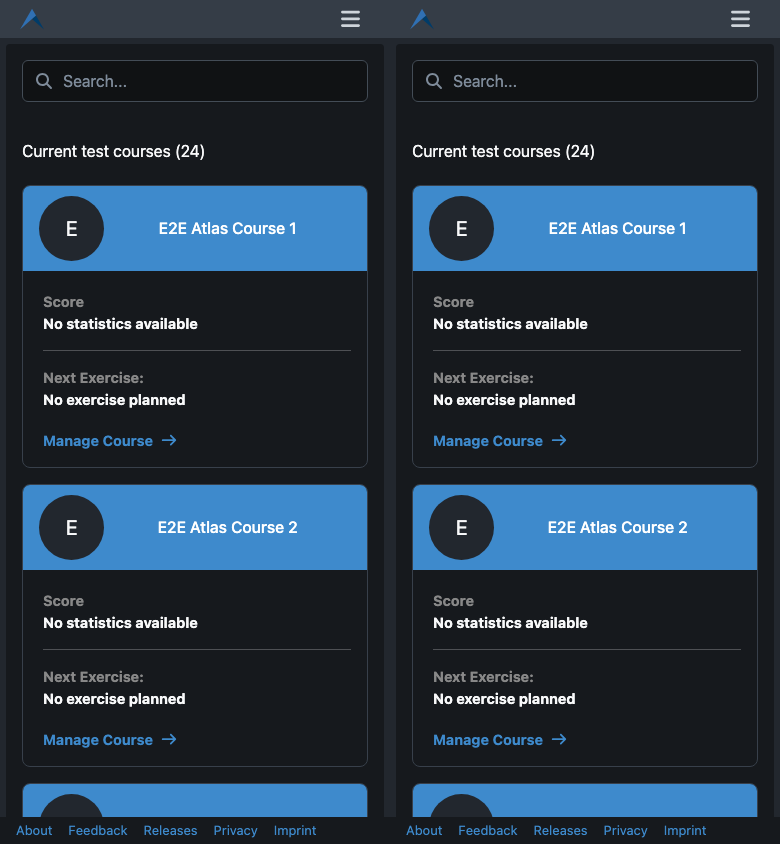 Search...
Current test courses (24)
E
E2E Atlas Course 1
Score
No statistics available
Next Exercise:
No exercise planned
Manage Course →
E
E2E Atlas Course 2
Score
No statistics available
Next Exercise:
No exercise planned
Manage Course →
About Feedback Releases Privacy Imprint
Search...
Current test courses (24)
E
E2E Atlas Course 1
Score
No statistics available
Next Exercise:
No exercise planned
Manage Course →
E
E2E Atlas Course 2
Score
No statistics available
Next Exercise:
No exercise planned
Manage Course →
About Feedback Releases Privacy Imprint